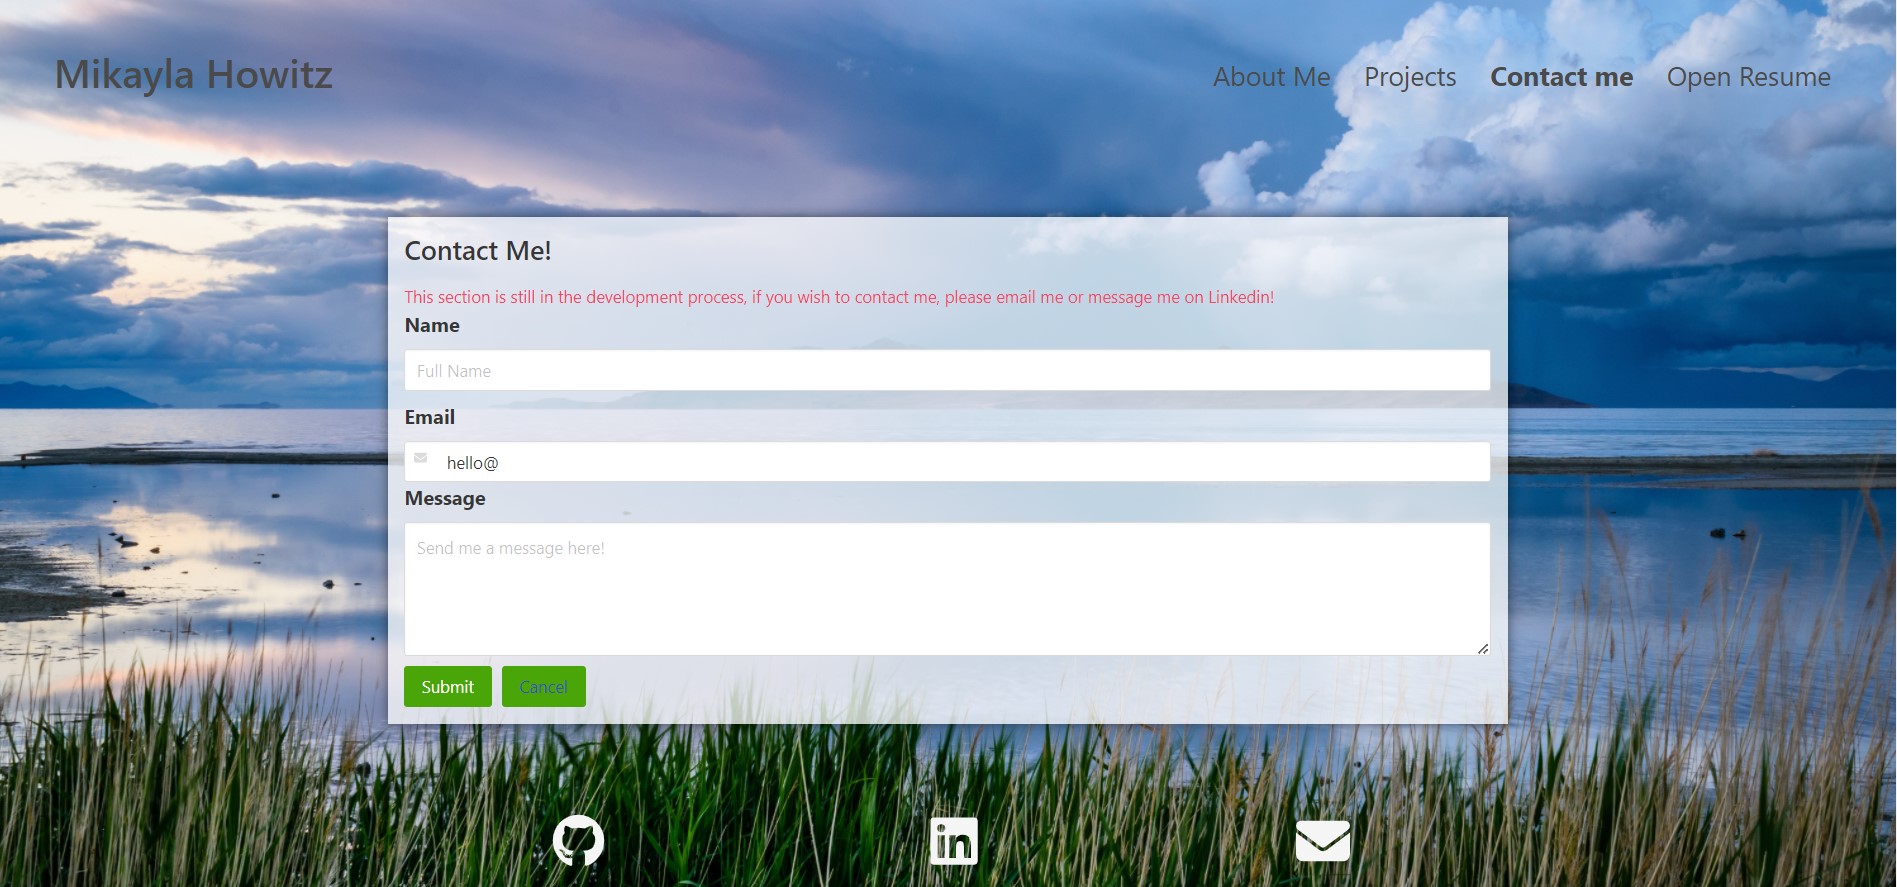 Mikayla Howitz
About Me Projects Contact me Open Resume
Contact Me!
This section is still in the development process, if you wish to contact me, please email me or message me on Linkedin!
Name
Full Name
Email
hello@
Message
Send me a message here!
Submit Cancel
in